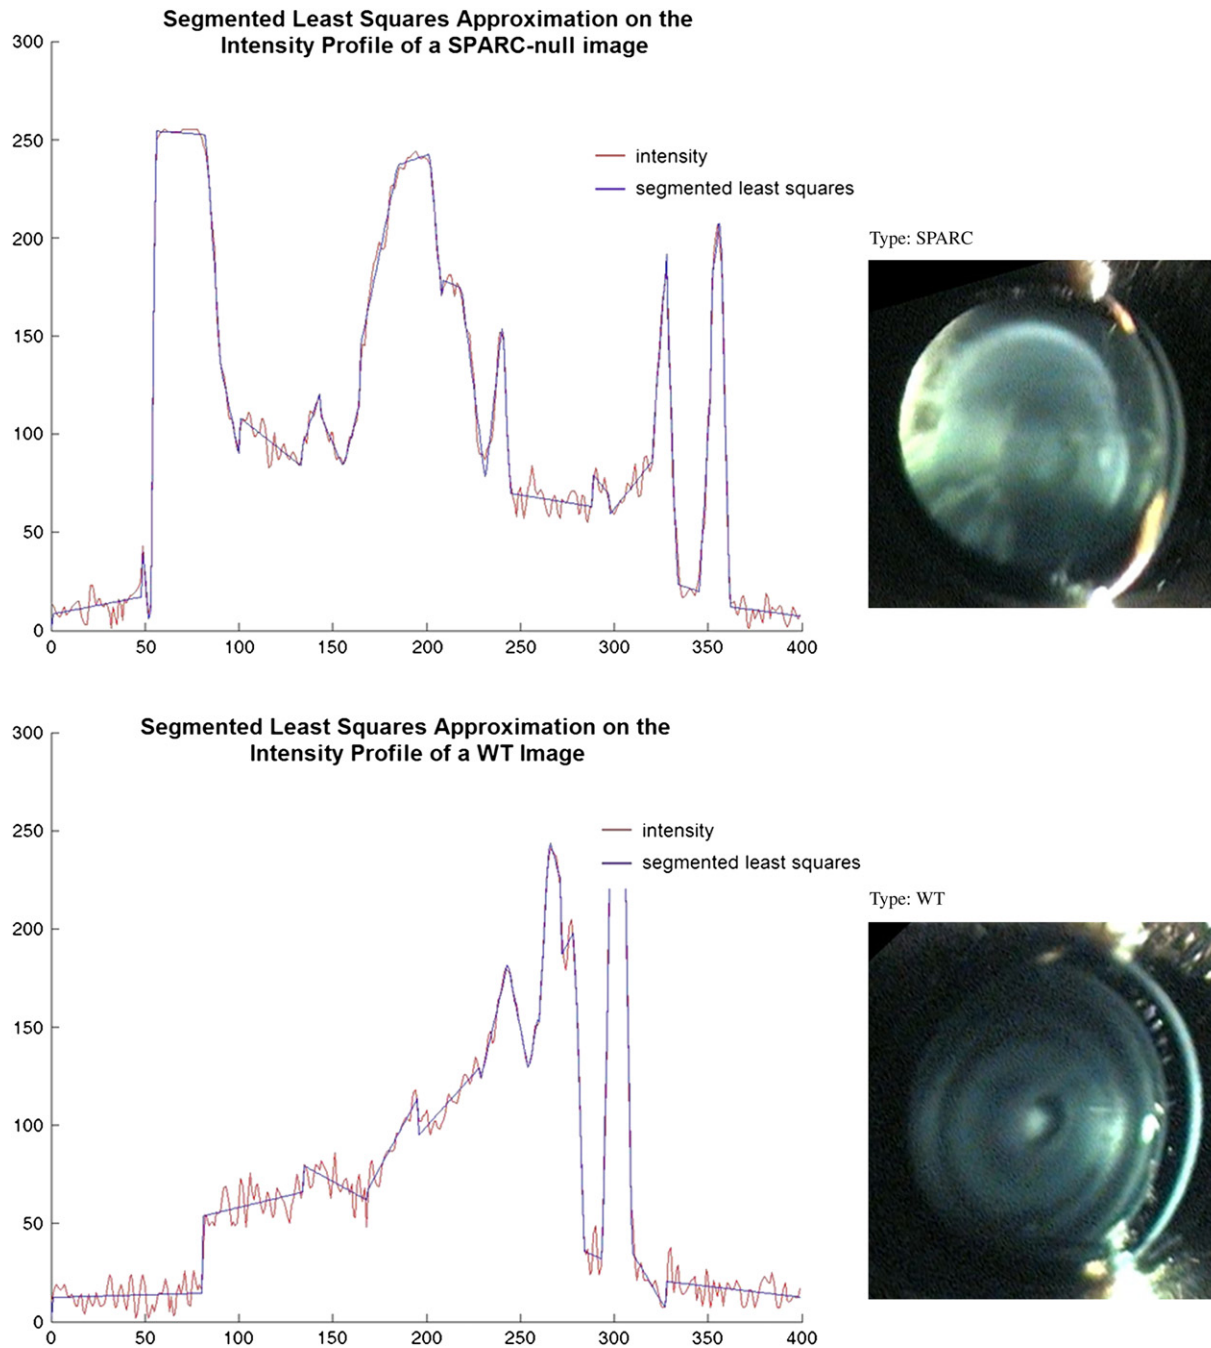 Segmented Least Squares Approximation on the
Intensity Profile of a SPARC-null image
300
250
200
150
100
50
0
0 50 100 150 200 250 300 350 400
intensity
segmented least squares
Type: SPARC
Segmented Least Squares Approximation on the
Intensity Profile of a WT Image
300
250
200
150
100
50
0
0 50 100 150 200 250 300 350 400
intensity
segmented least squares
Type: WT